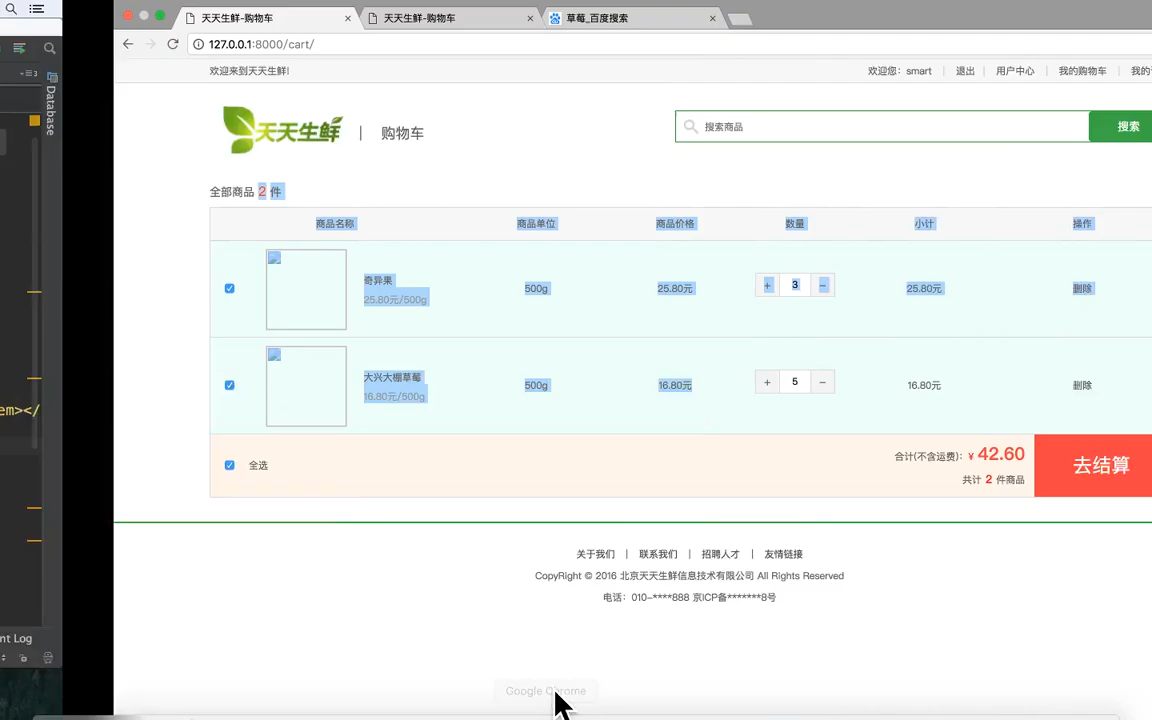 天天生鲜-购物车
天天生鲜-购物车
草莓_百度搜索
127.0.0.1:8000/cart/
欢迎来到天天生鲜!
欢迎您: smart | 退出 | 用户中心 | 我的购物车 | 我的
天天生鲜 | 购物车
搜索商品
搜索
全部商品 2 件
商品名称 商品单位 商品价格 数量 小计 操作
奇异果
25.80元/500g
500g 25.80元 + 3 − 25.80元 删除
大兴大棚草莓
16.80元/500g
500g 16.80元 + 5 − 16.80元 删除
全选
合计(不含运费): ¥ 42.60
共计 2 件商品
去结算
关于我们 | 联系我们 | 招聘人才 | 友情链接
CopyRight © 2016 北京天天生鲜信息技术有限公司 All Rights Reserved
电话: 010-****888 京ICP备*******8号
Google Chrome
Database
em></
nt Log